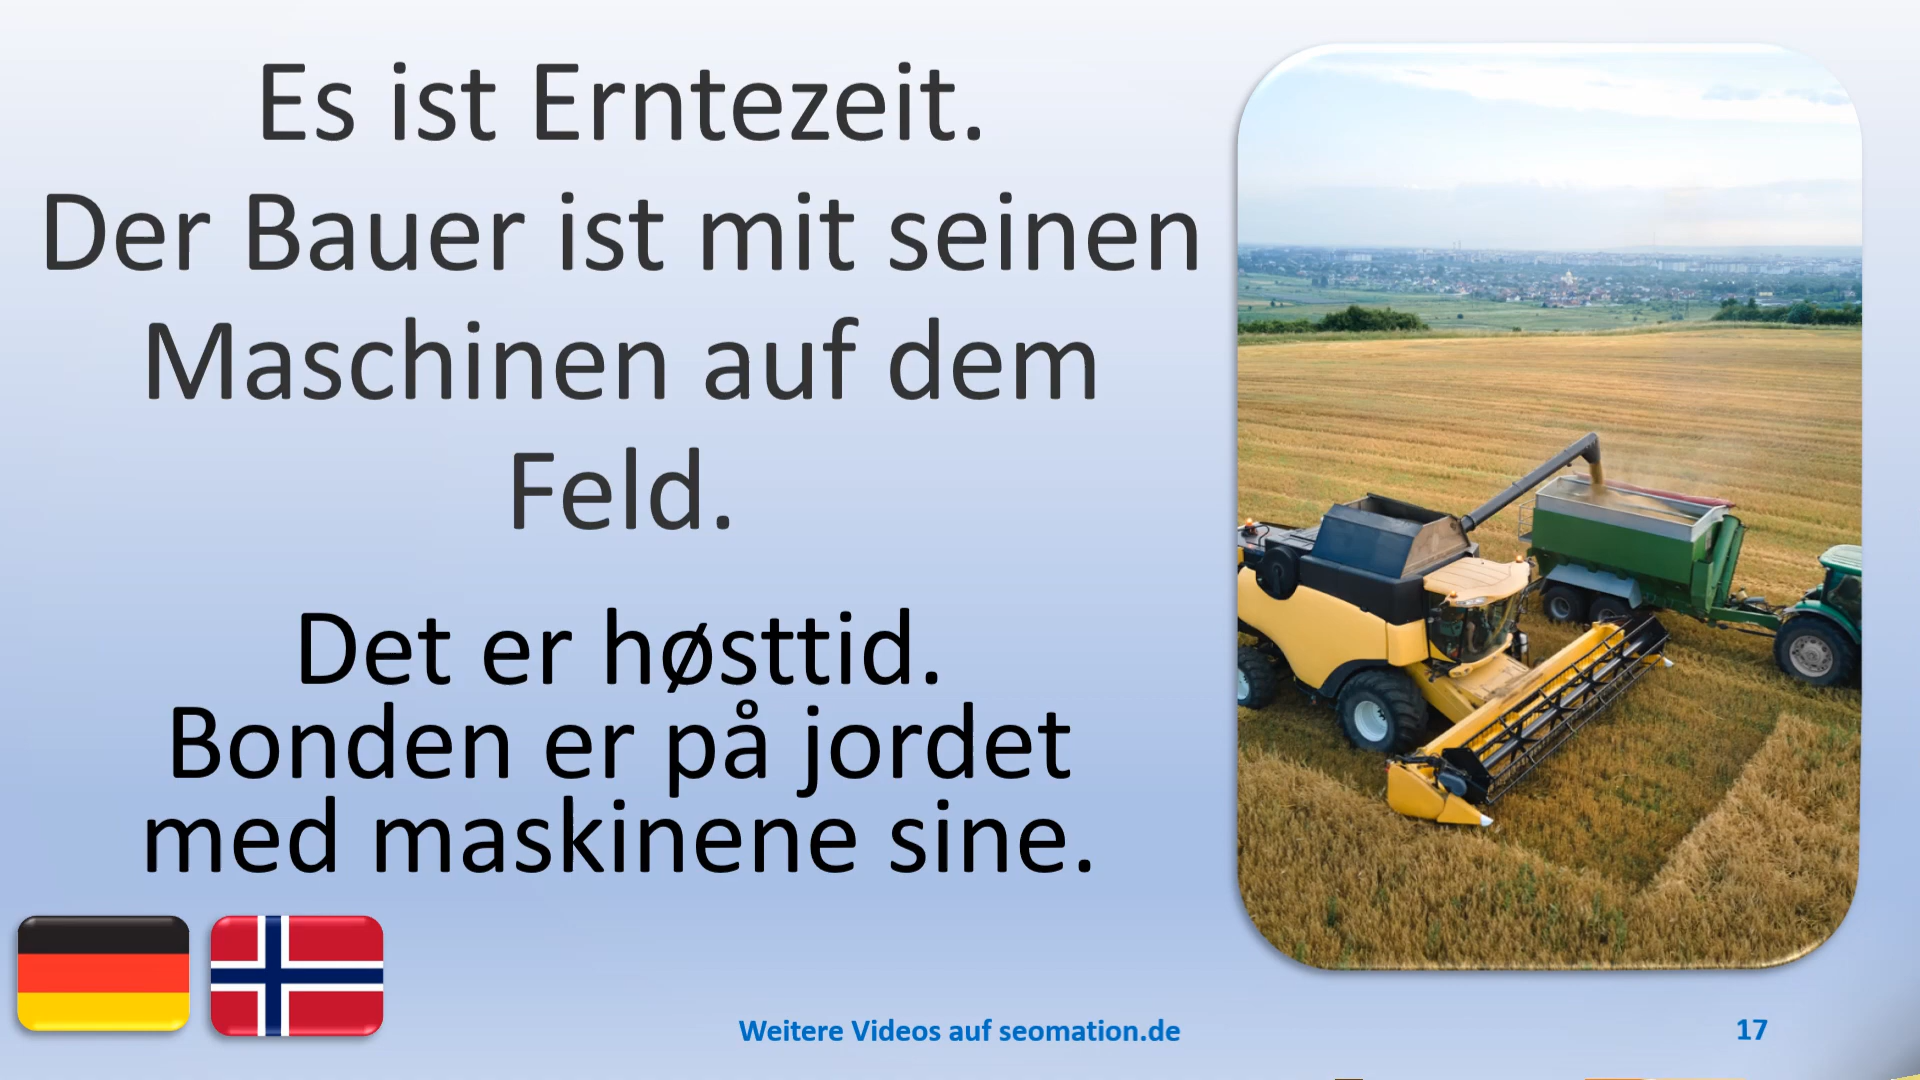 Es ist Erntezeit.
Der Bauer ist mit seinen
Maschinen auf dem
Feld.
Det er høsttid.
Bonden er på jordet
med maskinene sine.
Weitere Videos auf seomation.de
17